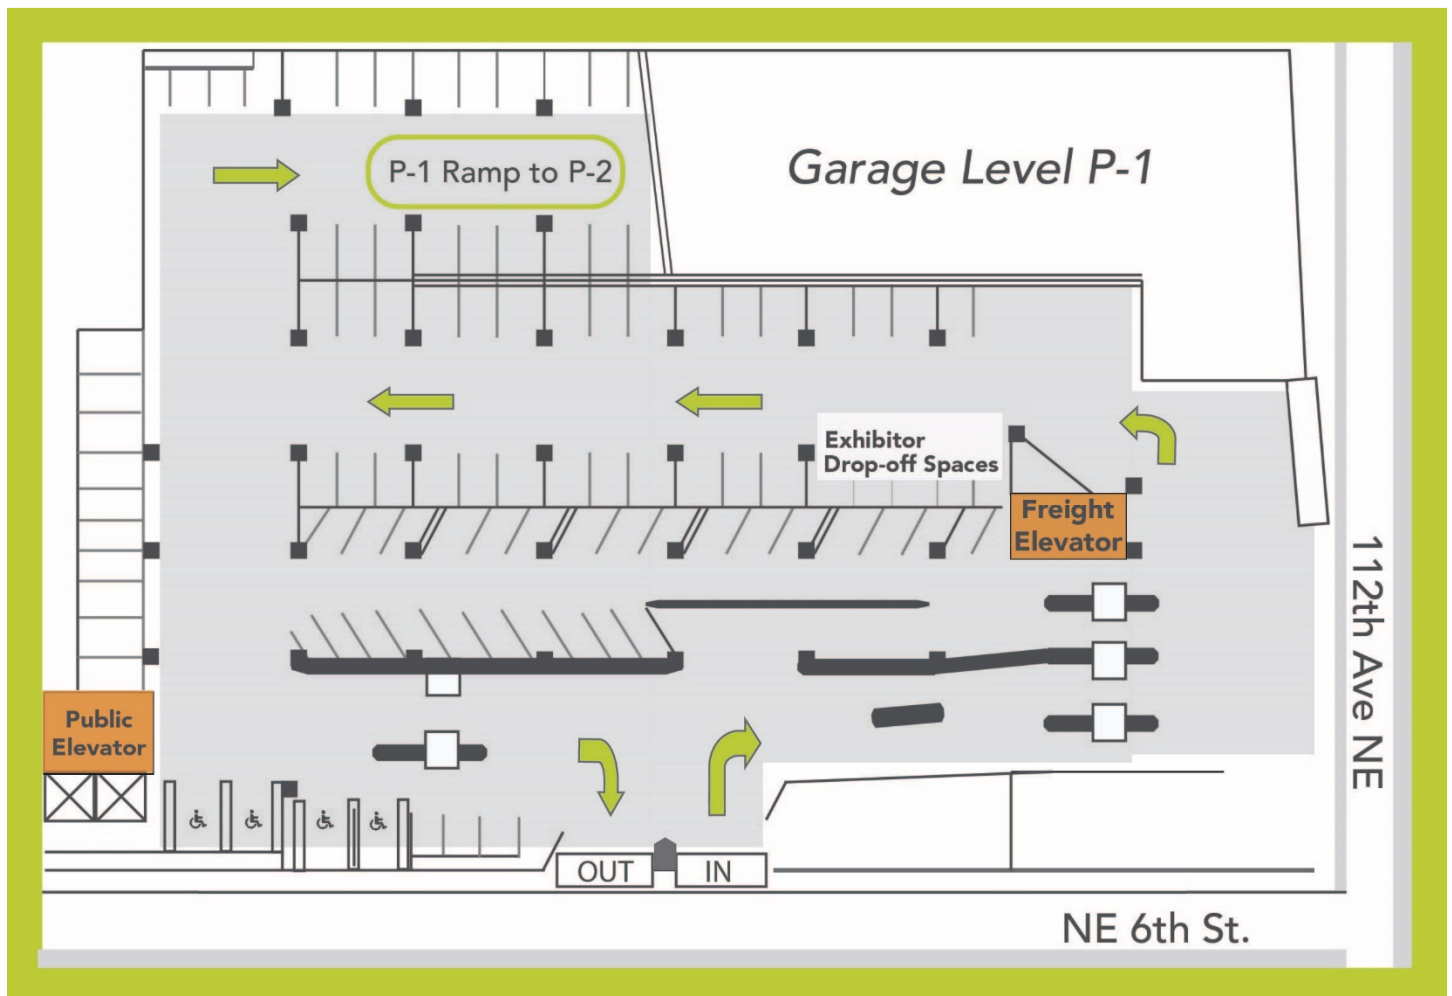 P-1 Ramp to P-2
Garage Level P-1
Exhibitor
Drop-off Spaces
Freight
Elevator
112th Ave NE
Public
Elevator
OUT
IN
NE 6th St.